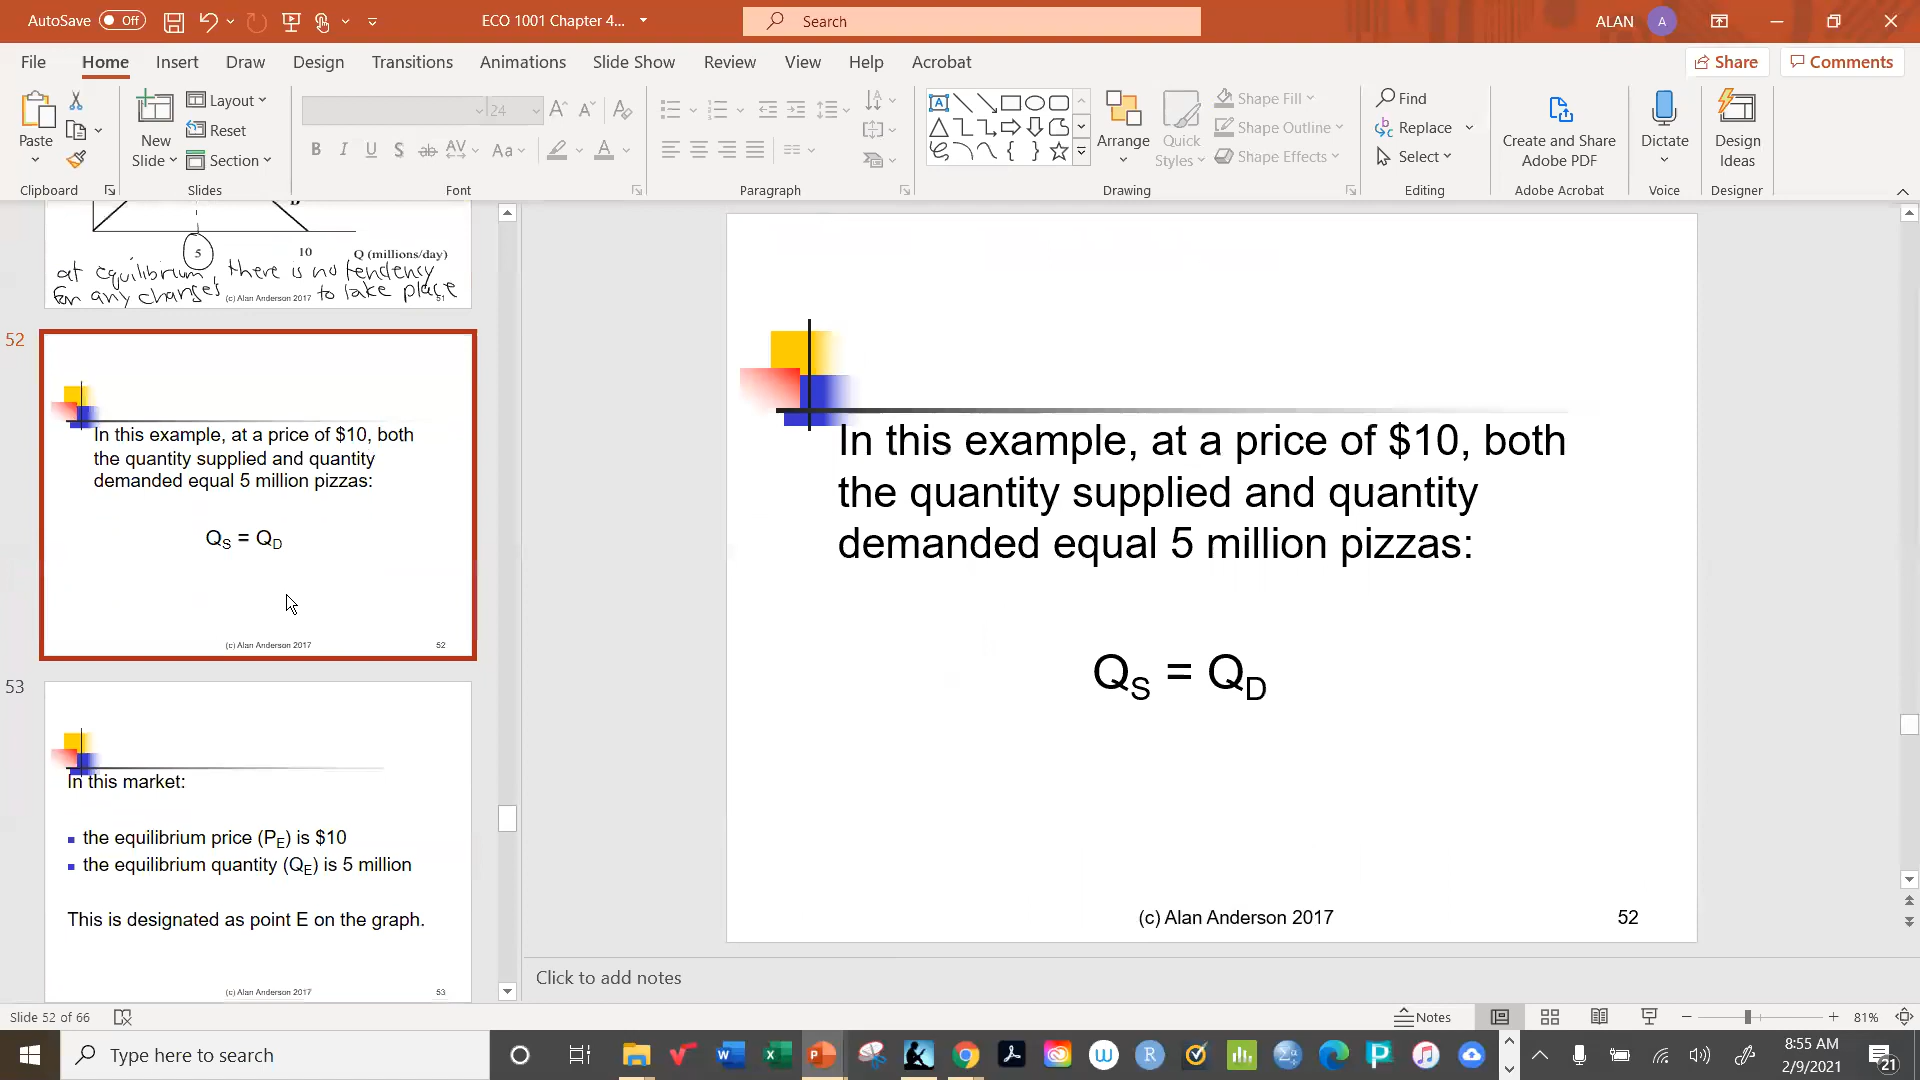 AutoSave Off
ECO 1001 Chapter 4...
Search
ALAN A
File Home Insert Draw Design Transitions Animations Slide Show Review View Help Acrobat
Share Comments
Paste
Clipboard
New Slide
Layout
Reset
Section
Slides
24
B I U S ab AV Aa A
Font
Paragraph
Arrange
Quick Styles
Shape Fill
Shape Outline
Shape Effects
Drawing
Find
Replace
Select
Editing
Create and Share Adobe PDF
Adobe Acrobat
Dictate
Voice
Design Ideas
Designer
5 10 Q (millions/day)
at equilibrium, there is no tendency
for any changes to take place
(c) Alan Anderson 2017 51
52
In this example, at a price of $10, both
the quantity supplied and quantity
demanded equal 5 million pizzas:
QS = QD
(c) Alan Anderson 2017 52
53
In this market:
the equilibrium price (PE) is $10
the equilibrium quantity (QE) is 5 million
This is designated as point E on the graph.
(c) Alan Anderson 2017 53
In this example, at a price of $10, both
the quantity supplied and quantity
demanded equal 5 million pizzas:
QS = QD
(c) Alan Anderson 2017 52
Click to add notes
Slide 52 of 66
Notes
81%
Type here to search
8:55 AM
2/9/2021
21